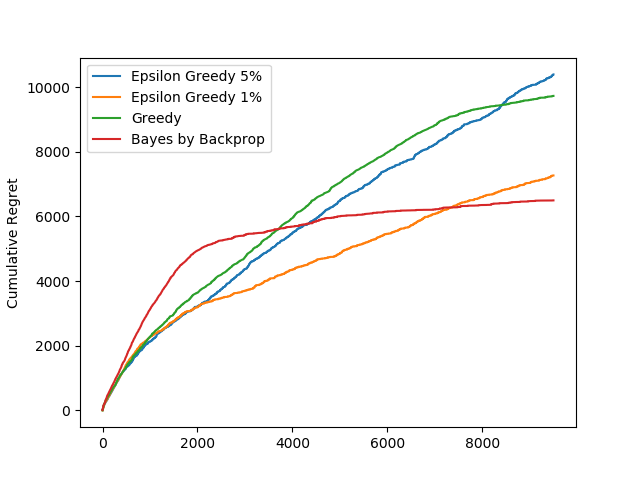 Epsilon Greedy 5%
Epsilon Greedy 1%
Greedy
Bayes by Backprop
Cumulative Regret
10000
8000
6000
4000
2000
0
0 2000 4000 6000 8000